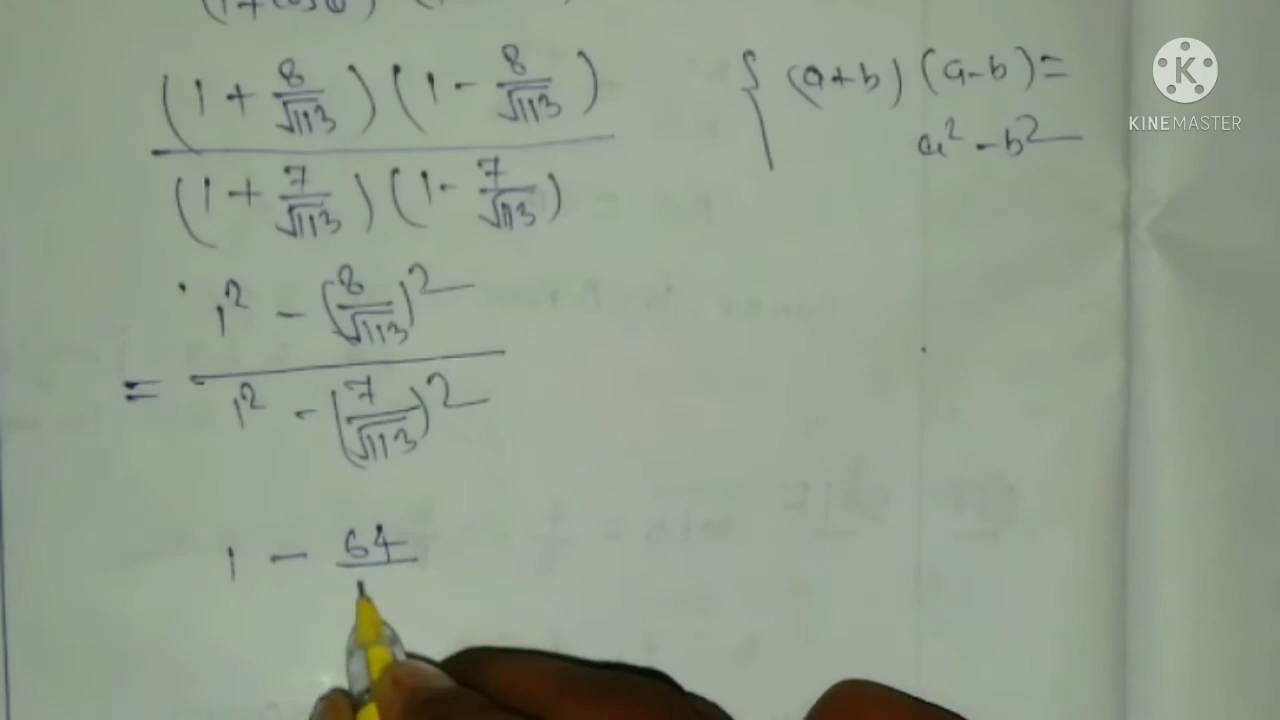 (1 + 8/√113) (1 - 8/√113)
(1 + 7/√113) (1 - 7/√113)
{ (a+b) (a-b) =
a² - b²
KINEMASTER
1² - (8/√113)²
= 1² - (7/√113)²
1 - 64